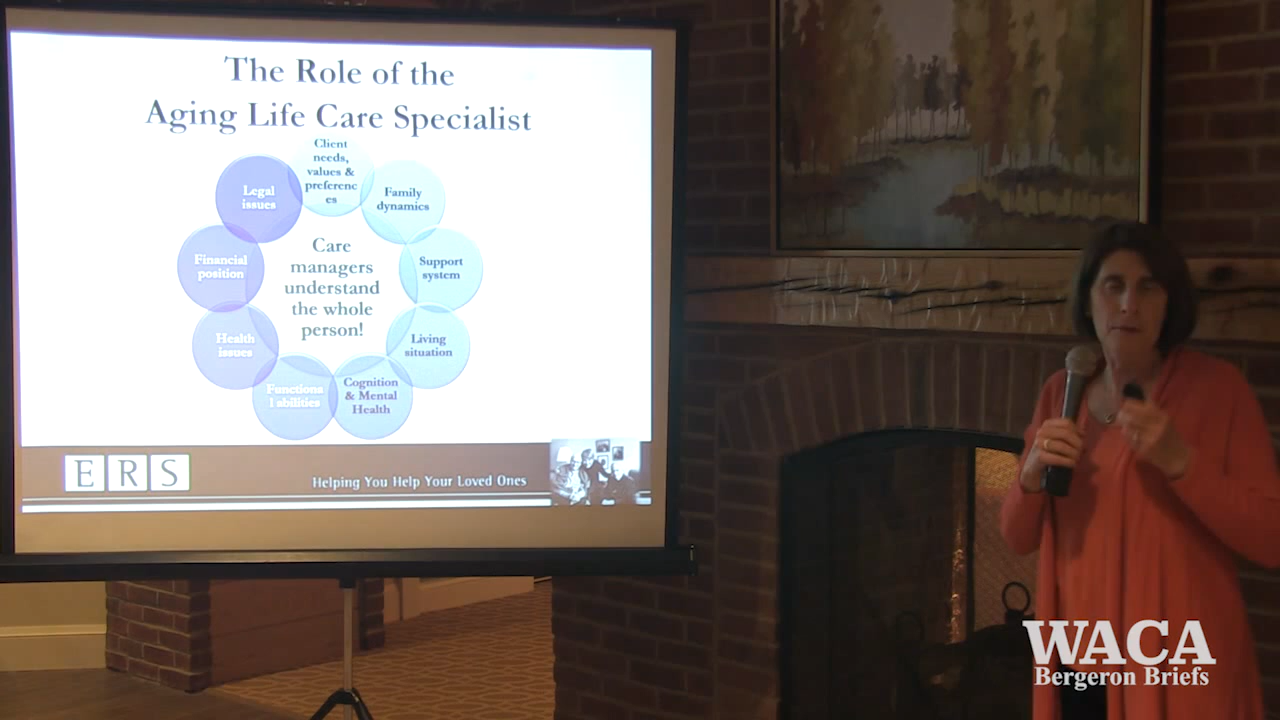 The Role of the
Aging Life Care Specialist
Client
needs,
values &
preferenc
es
Family
dynamics
Support
system
Living
situation
Cognition
& Mental
Health
Functiona
l abilities
Health
issues
Financial
position
Legal
issues
Care
managers
understand
the whole
person!
E R S
Helping You Help Your Loved Ones
WACA
Bergeron Briefs